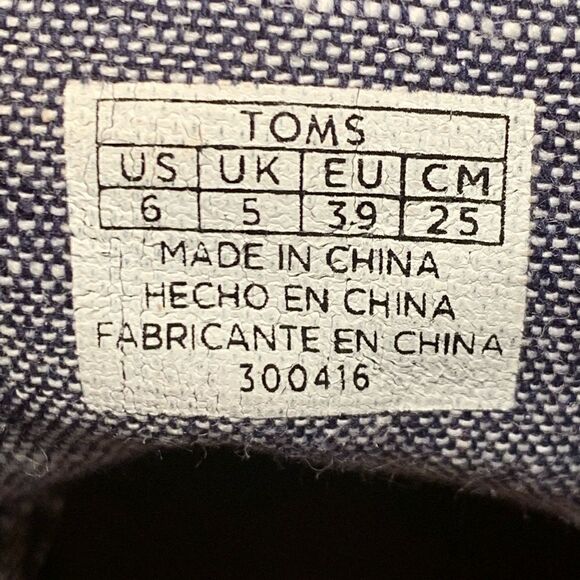 TOMS
US UK EU CM
6 5 39 25
MADE IN CHINA
HECHO EN CHINA
FABRICANTE EN CHINA
300416